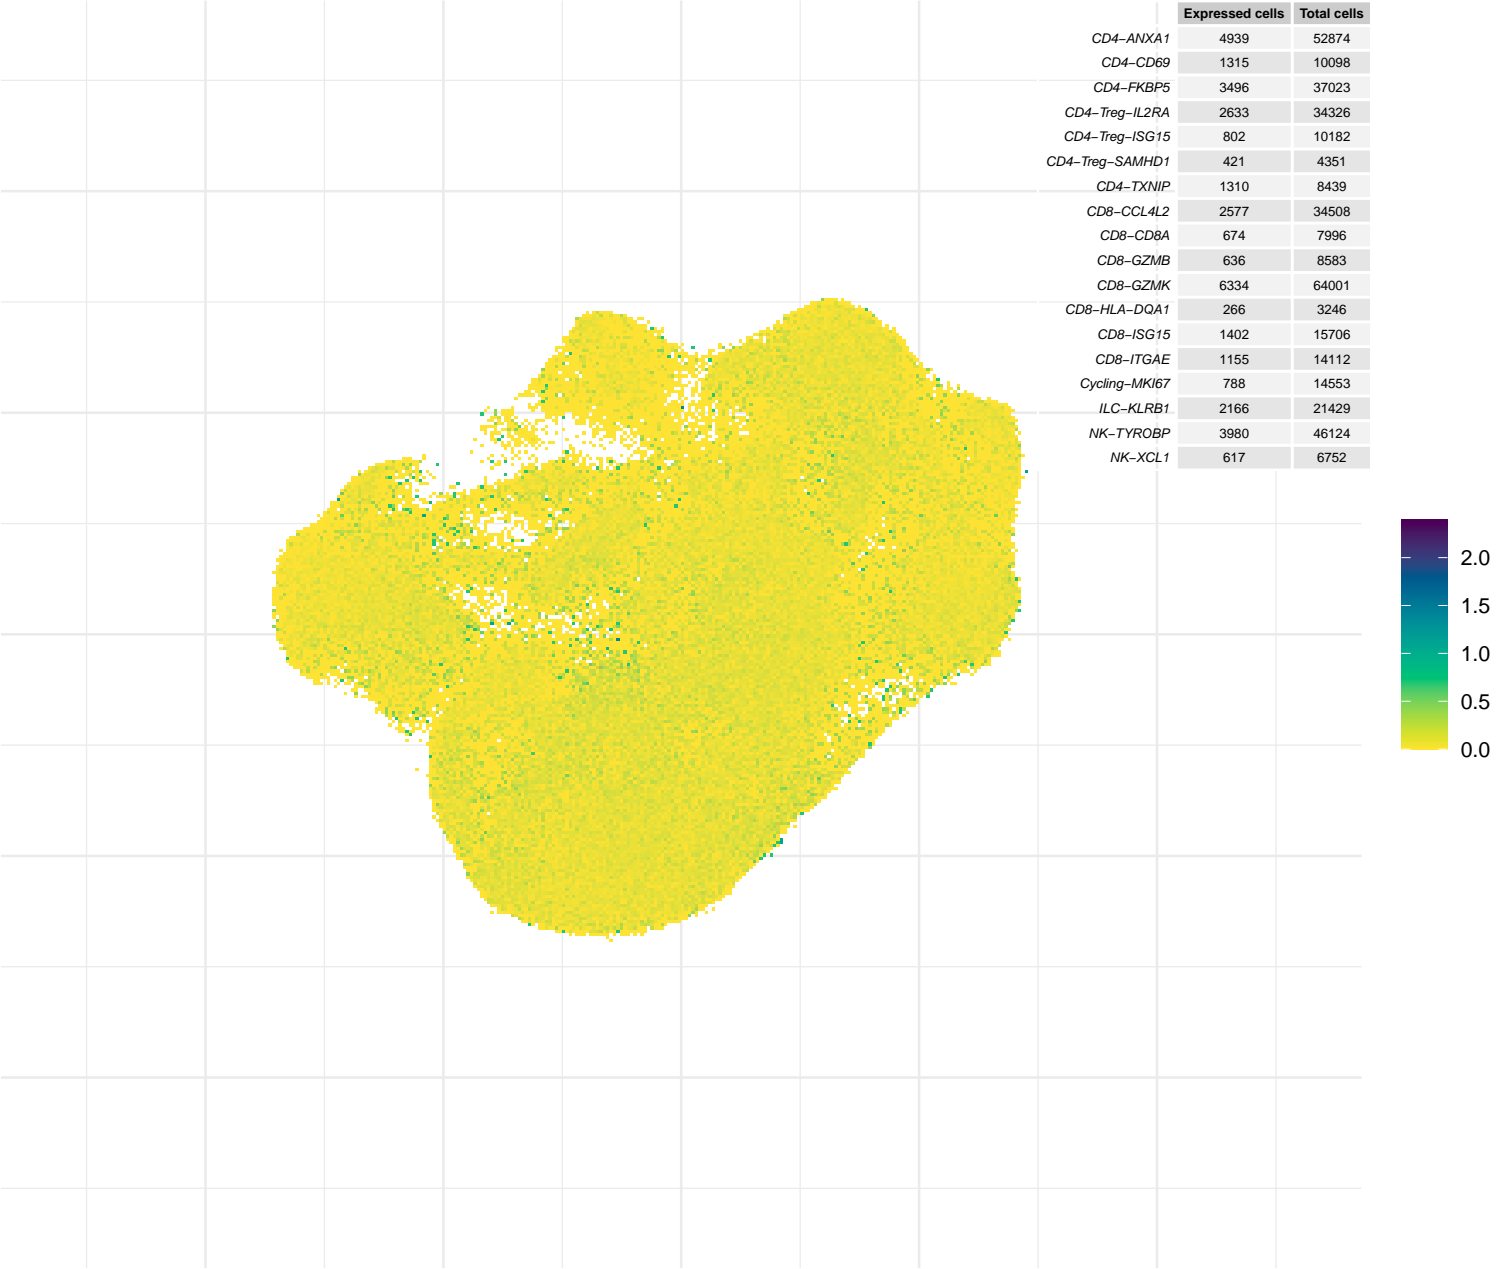 Expressed cells Total cells
CD4−ANXA1 4939 52874
CD4−CD69 1315 10098
CD4−FKBP5 3496 37023
CD4−Treg−IL2RA 2633 34326
CD4−Treg−ISG15 802 10182
CD4−Treg−SAMHD1 421 4351
CD4−TXNIP 1310 8439
CD8−CCL4L2 2577 34508
CD8−CD8A 674 7996
CD8−GZMB 636 8583
CD8−GZMK 6334 64001
CD8−HLA−DQA1 266 3246
CD8−ISG15 1402 15706
CD8−ITGAE 1155 14112
Cycling−MKI67 788 14553
ILC−KLRB1 2166 21429
NK−TYROBP 3980 46124
NK−XCL1 617 6752
2.0
1.5
1.0
0.5
0.0